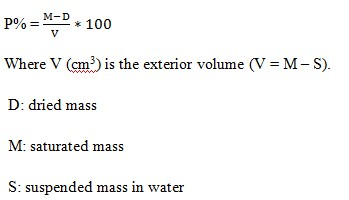 P% = M−D/V * 100
Where V (cm³) is the exterior volume (V = M – S).
D: dried mass
M: saturated mass
S: suspended mass in water